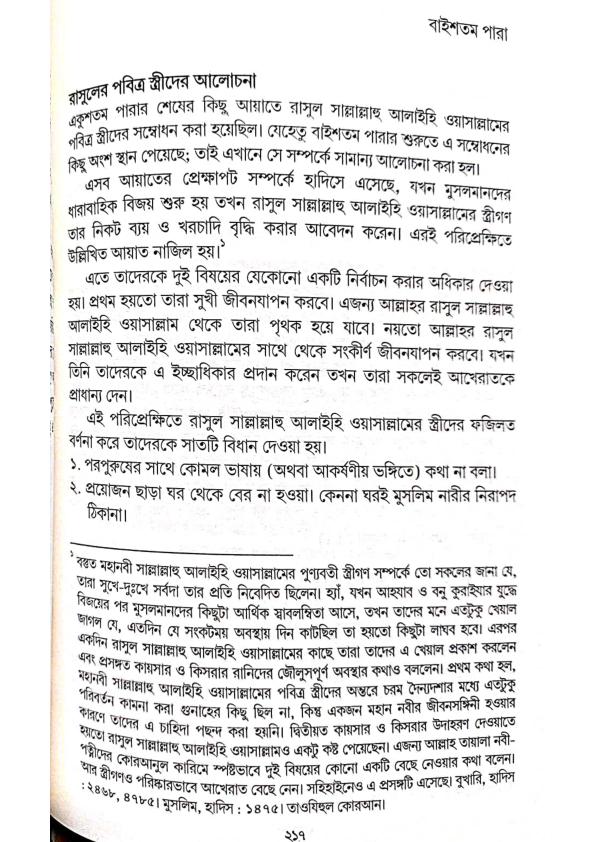 বাইশতম পারা
রাসুলের পবিত্র স্ত্রীদের আলোচনা
একুশতম পারার শেষের কিছু আয়াতে রাসুল সাল্লাল্লাহু আলাইহি ওয়াসাল্লামের
পবিত্র স্ত্রীদের সম্বোধন করা হয়েছিল। যেহেতু বাইশতম পারার শুরুতে এ সম্বোধনের
কিছু অংশ স্থান পেয়েছে; তাই এখানে সে সম্পর্কে সামান্য আলোচনা করা হল।
এসব আয়াতের প্রেক্ষাপট সম্পর্কে হাদিসে এসেছে, যখন মুসলমানদের
ধারাবাহিক বিজয় শুরু হয় তখন রাসুল সাল্লাল্লাহু আলাইহি ওয়াসাল্লামের স্ত্রীগণ
তার নিকট ব্যয় ও খরচাদি বৃদ্ধি করার আবেদন করেন। এরই পরিপ্রেক্ষিতে
উল্লিখিত আয়াত নাজিল হয়।১
এতে তাদেরকে দুই বিষয়ের যেকোনো একটি নির্বাচন করার অধিকার দেওয়া
হয়। প্রথম হয়তো তারা সুখী জীবনযাপন করবে। এজন্য আল্লাহর রাসুল সাল্লাল্লাহু
আলাইহি ওয়াসাল্লাম থেকে তারা পৃথক হয়ে যাবে। নয়তো আল্লাহর রাসুল
সাল্লাল্লাহু আলাইহি ওয়াসাল্লামের সাথে থেকে সংকীর্ণ জীবনযাপন করবে। যখন
তিনি তাদেরকে এ ইচ্ছাধিকার প্রদান করেন তখন তারা সকলেই আখেরাতকে
প্রাধান্য দেন।
এই পরিপ্রেক্ষিতে রাসুল সাল্লাল্লাহু আলাইহি ওয়াসাল্লামের স্ত্রীদের ফজিলত
বর্ণনা করে তাদেরকে সাতটি বিধান দেওয়া হয়।
১. পরপুরুষের সাথে কোমল ভাষায় (অথবা আকর্ষণীয় ভঙ্গিতে) কথা না বলা।
২. প্রয়োজন ছাড়া ঘর থেকে বের না হওয়া। কেননা ঘরই মুসলিম নারীর নিরাপদ
ঠিকানা।
১ বস্তুত মহানবী সাল্লাল্লাহু আলাইহি ওয়াসাল্লামের পুণ্যবতী স্ত্রীগণ সম্পর্কে তো সকলের জানা যে,
তারা সুখে-দুঃখে সর্বদা তার প্রতি নিবেদিত ছিলেন। হ্যাঁ, যখন আহযাব ও বনু কুরাইযার যুদ্ধে
বিজয়ের পর মুসলমানদের কিছুটা আর্থিক স্বাবলম্বিতা আসে, তখন তাদের মনে এতটুকু খেয়াল
জাগল যে, এতদিন যে সংকটময় অবস্থায় দিন কাটছিল তা হয়তো কিছুটা লাঘব হবে। এরপর
একদিন রাসুল সাল্লাল্লাহু আলাইহি ওয়াসাল্লামের কাছে তারা তাদের এ খেয়াল প্রকাশ করলেন
এবং প্রসঙ্গত কায়সার ও কিসরার রানিদের জৌলুসপূর্ণ অবস্থার কথাও বললেন। প্রথম কথা হল,
মহানবী সাল্লাল্লাহু আলাইহি ওয়াসাল্লামের পবিত্র স্ত্রীদের অন্তরে চরম দৈন্যদশার মধ্যে এতটুকু
পরিবর্তন কামনা করা গুনাহের কিছু ছিল না, কিন্তু একজন মহান নবীর জীবনসঙ্গিনী হওয়ার
কারণে তাদের এ চাহিদা পছন্দ করা হয়নি। দ্বিতীয়ত কায়সার ও কিসরার উদাহরণ দেওয়াতে
হয়তো রাসুল সাল্লাল্লাহু আলাইহি ওয়াসাল্লামও একটু কষ্ট পেয়েছেন। এজন্য আল্লাহ তায়ালা নবী-
পত্নীদের কোরআনুল কারিমে স্পষ্টভাবে দুই বিষয়ের কোনো একটি বেছে নেওয়ার কথা বলেন।
আর স্ত্রীগণও পরিষ্কারভাবে আখেরাত বেছে নেন। সহিহাইনেও এ প্রসঙ্গটি এসেছে। বুখারি, হাদিস
: ২৪৬৮, ৪৭৮৫। মুসলিম, হাদিস : ১৪৭৫। তাওযিহুল কোরআন।
২১৭